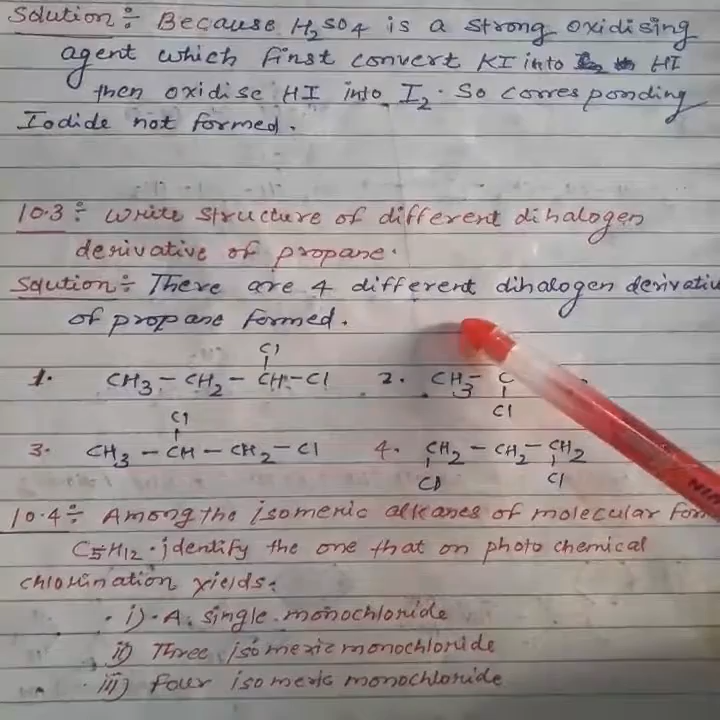 Solution ÷ Because H₂SO₄ is a strong oxidising
agent which first convert KI into HI
then oxidise HI into I₂. So corresponding
Iodide not formed.
10.3 ÷ Write structure of different dihalogen
derivative of propane.
Solution ÷ There are 4 different dihalogen derivativ
of propane formed.
Cl
1. CH₃ – CH₂ – CH – Cl 2. CH₃ – C
Cl
Cl
3. CH₃ – CH – CH₂ – Cl 4. CH₂ – CH₂ – CH₂
Cl Cl
10.4 ÷ Among the isomeric alkanes of molecular for
C₅H₁₂. identify the one that on photo chemical
chlorination yields.
i) A single monochloride
ii) Three isomeric monochloride
iii) Four isomeric monochloride